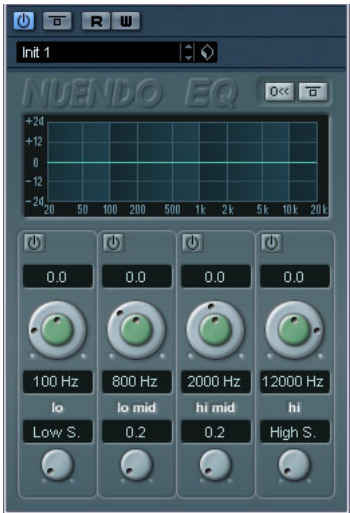 R W
Init 1
NUENDO EQ
0<<
+24
+12
0
-12
-24
20 50 100 200 500 1k 2k 5k 10k 20k
0.0 0.0 0.0 0.0
100 Hz 800 Hz 2000 Hz 12000 Hz
lo lo mid hi mid hi
Low S. 0.2 0.2 High S.